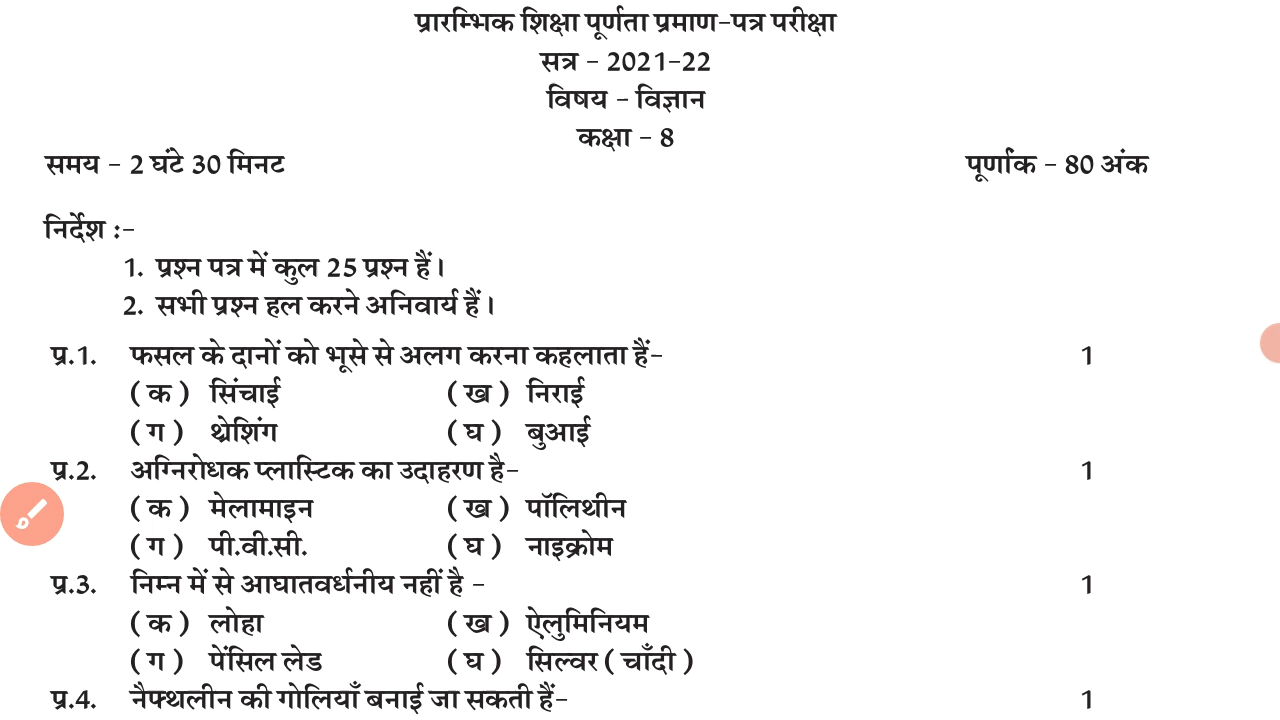 प्रारम्भिक शिक्षा पूर्णता प्रमाण-पत्र परीक्षा
सत्र - 2021-22
विषय - विज्ञान
कक्षा - 8
समय - 2 घंटे 30 मिनट पूर्णांक - 80 अंक
निर्देश :-
1. प्रश्न पत्र में कुल 25 प्रश्न हैं।
2. सभी प्रश्न हल करने अनिवार्य हैं।
प्र.1. फसल के दानों को भूसे से अलग करना कहलाता हैं- 1
( क ) सिंचाई ( ख ) निराई
( ग ) थ्रेशिंग ( घ ) बुआई
प्र.2. अग्निरोधक प्लास्टिक का उदाहरण है- 1
( क ) मेलामाइन ( ख ) पॉलिथीन
( ग ) पी.वी.सी. ( घ ) नाइक्रोम
प्र.3. निम्न में से आघातवर्धनीय नहीं है - 1
( क ) लोहा ( ख ) ऐलुमिनियम
( ग ) पेंसिल लेड ( घ ) सिल्वर ( चाँदी )
प्र.4. नैफ्थलीन की गोलियाँ बनाई जा सकती हैं- 1